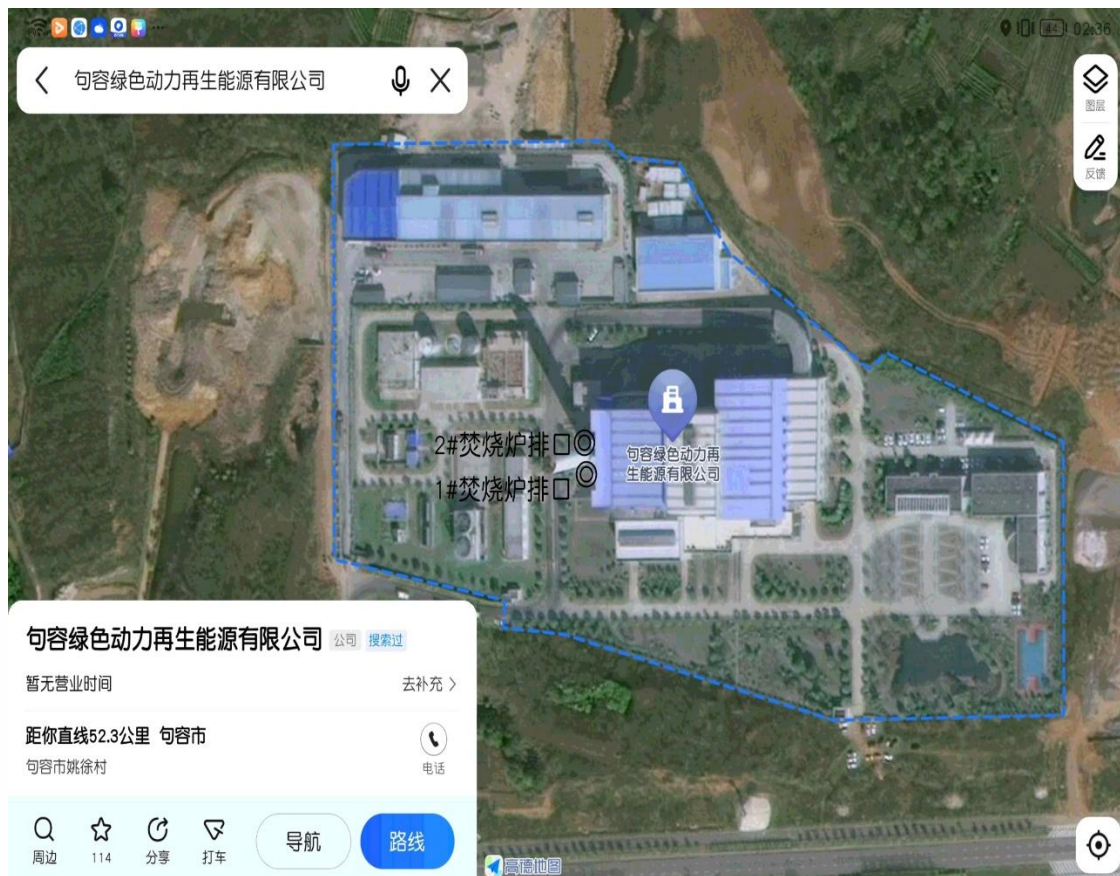 44 02:36
句容绿色动力再生能源有限公司
图层
反馈
2#焚烧炉排口◎
1#焚烧炉排口◎
句容绿色动力再
生能源有限公司
句容绿色动力再生能源有限公司 公司 搜索过
暂无营业时间 去补充
距你直线52.3公里 句容市
句容市姚徐村
电话
周边 114 分享 打车 导航 路线
高德地图